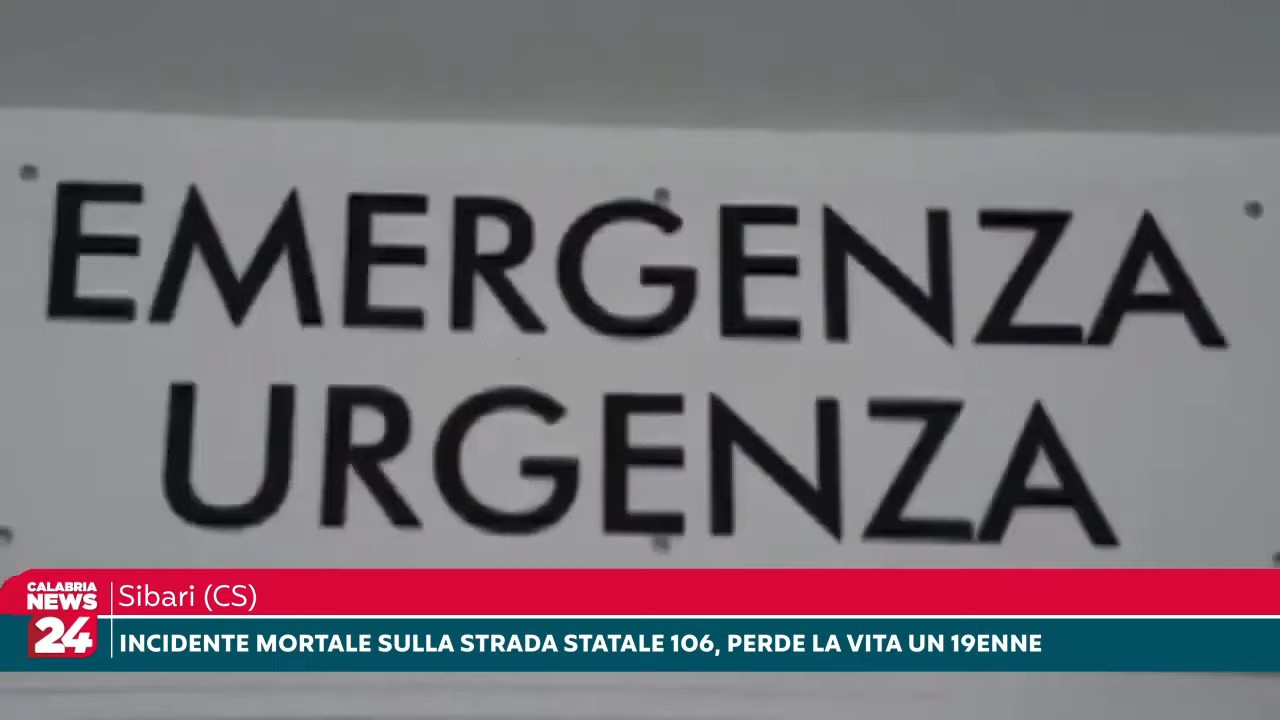 EMERGENZA
URGENZA
CALABRIA
NEWS
24
Sibari (CS)
INCIDENTE MORTALE SULLA STRADA STATALE 106, PERDE LA VITA UN 19ENNE